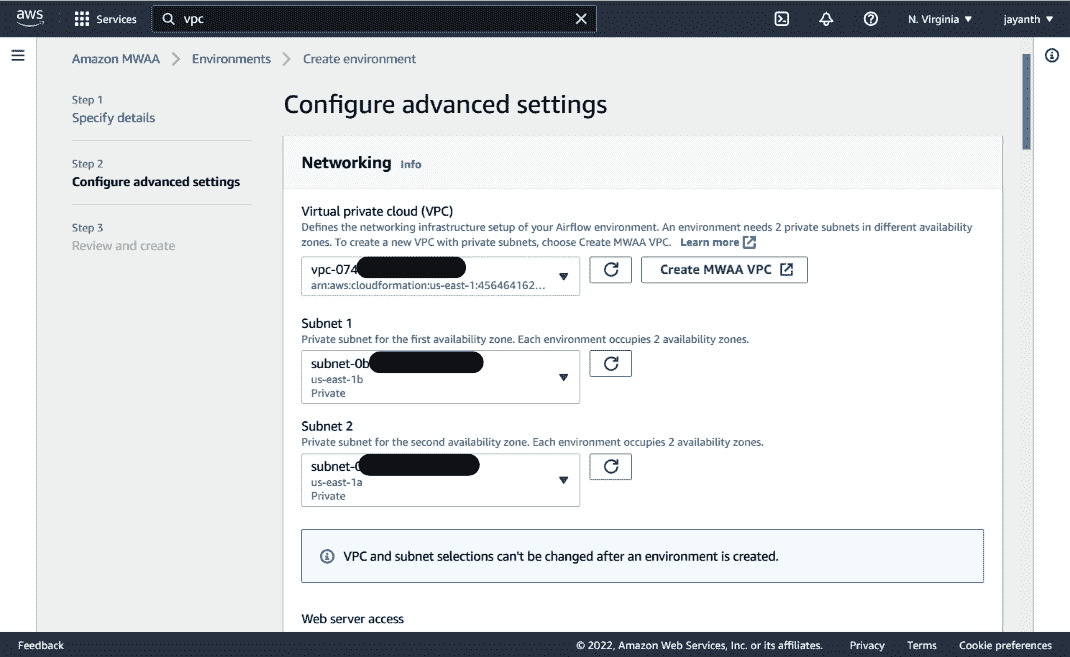 aws Services vpc N. Virginia jayanth
Amazon MWAA Environments Create environment
Step 1
Specify details
Step 2
Configure advanced settings
Step 3
Review and create
Configure advanced settings
Networking Info
Virtual private cloud (VPC)
Defines the networking infrastructure setup of your Airflow environment. An environment needs 2 private subnets in different availability
zones. To create a new VPC with private subnets, choose Create MWAA VPC. Learn more
vpc-074
arn:aws:cloudformation:us-east-1:456464162...
Create MWAA VPC
Subnet 1
Private subnet for the first availability zone. Each environment occupies 2 availability zones.
subnet-0b
us-east-1b
Private
Subnet 2
Private subnet for the second availability zone. Each environment occupies 2 availability zones.
subnet-0
us-east-1a
Private
VPC and subnet selections can't be changed after an environment is created.
Web server access
Feedback © 2022, Amazon Web Services, Inc. or its affiliates. Privacy Terms Cookie preferences